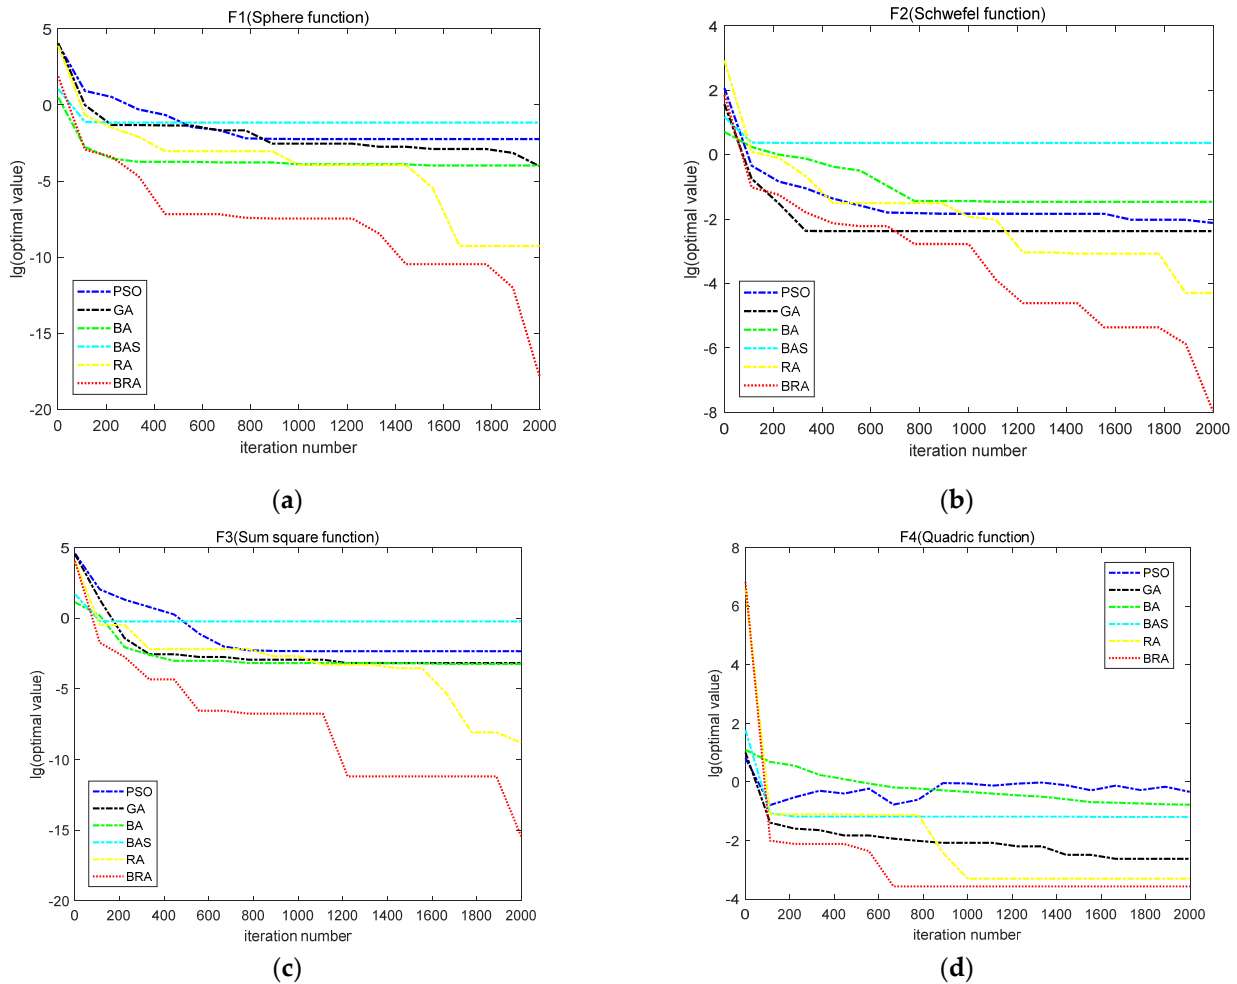 F1(Sphere function)
5
0
-5
-10
-15
-20
lg(optimal value)
PSO
GA
BA
BAS
RA
BRA
0 200 400 600 800 1000 1200 1400 1600 1800 2000
iteration number
(a)
F2(Schwefel function)
4
2
0
-2
-4
-6
-8
lg(optimal value)
PSO
GA
BA
BAS
RA
BRA
0 200 400 600 800 1000 1200 1400 1600 1800 2000
iteration number
(b)
F3(Sum square function)
5
0
-5
-10
-15
-20
lg(optimal value)
PSO
GA
BA
BAS
RA
BRA
0 200 400 600 800 1000 1200 1400 1600 1800 2000
iteration number
(c)
F4(Quadric function)
8
6
4
2
0
-2
-4
lg(optimal value)
PSO
GA
BA
BAS
RA
BRA
0 200 400 600 800 1000 1200 1400 1600 1800 2000
iteration number
(d)